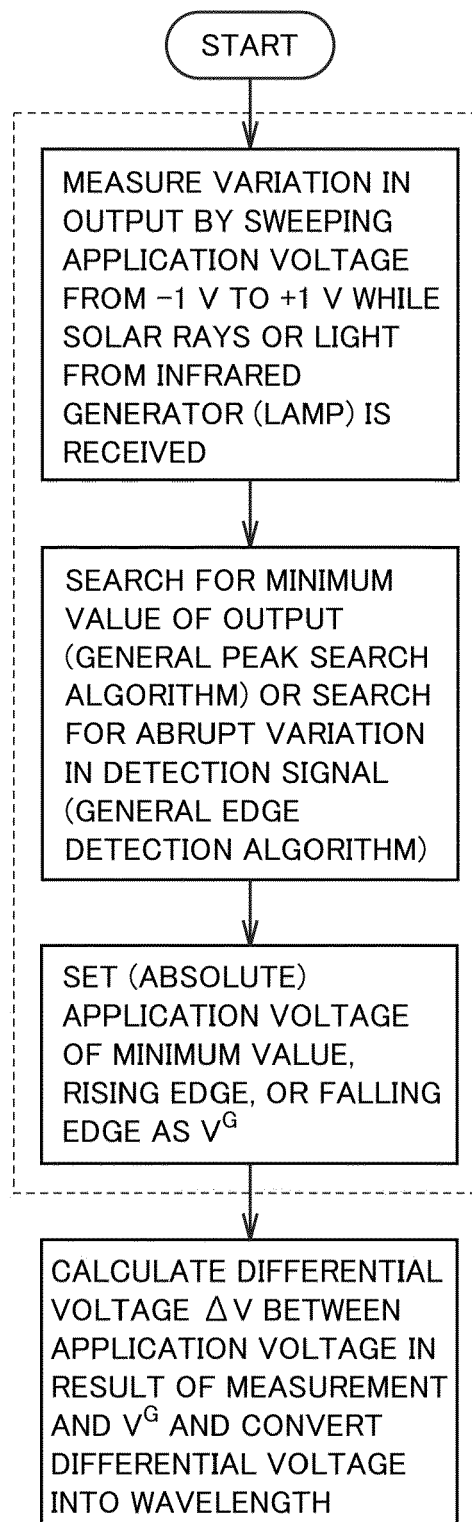 START
MEASURE VARIATION IN
OUTPUT BY SWEEPING
APPLICATION VOLTAGE
FROM −1 V TO +1 V WHILE
SOLAR RAYS OR LIGHT
FROM INFRARED
GENERATOR (LAMP) IS
RECEIVED
SEARCH FOR MINIMUM
VALUE OF OUTPUT
(GENERAL PEAK SEARCH
ALGORITHM) OR SEARCH
FOR ABRUPT VARIATION
IN DETECTION SIGNAL
(GENERAL EDGE
DETECTION ALGORITHM)
SET (ABSOLUTE)
APPLICATION VOLTAGE
OF MINIMUM VALUE,
RISING EDGE, OR FALLING
EDGE AS Vᴳ
CALCULATE DIFFERENTIAL
VOLTAGE ΔV BETWEEN
APPLICATION VOLTAGE IN
RESULT OF MEASUREMENT
AND Vᴳ AND CONVERT
DIFFERENTIAL VOLTAGE
INTO WAVELENGTH